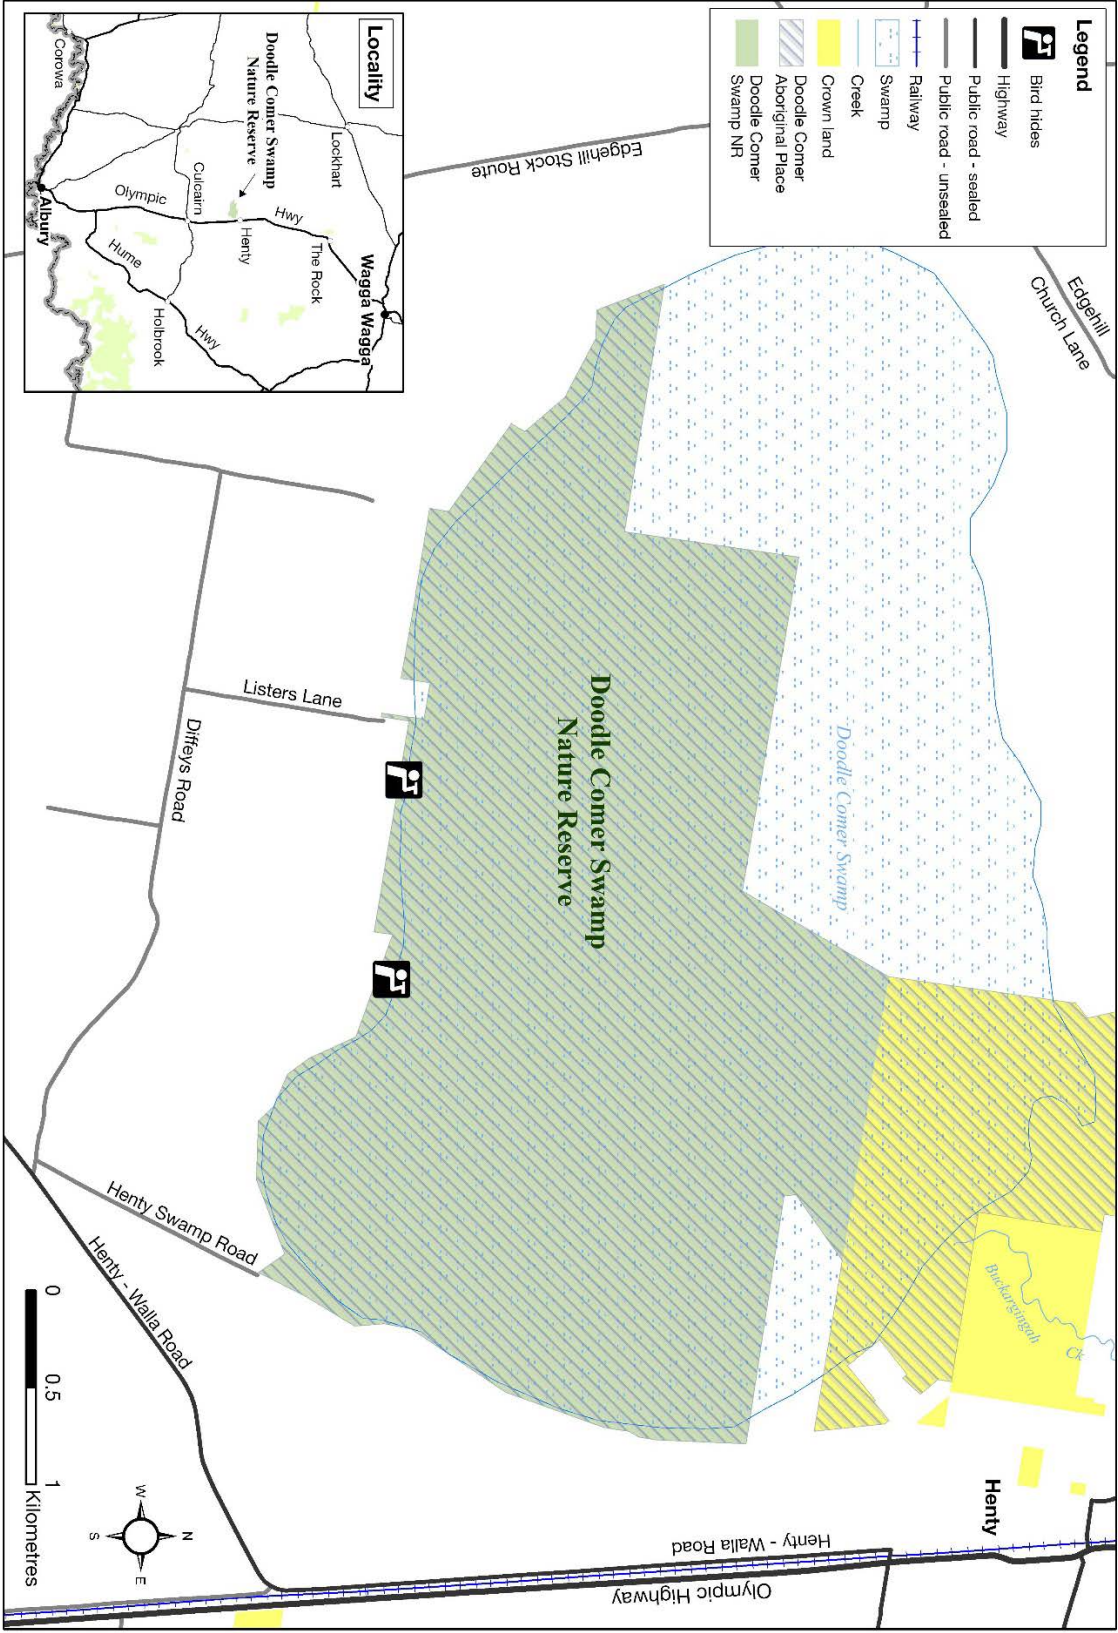 Legend
Bird hides
Highway
Public road - sealed
Public road - unsealed
Railway
Swamp
Creek
Crown land
Doodle Comer
Aboriginal Place
Doodle Comer
Swamp NR
Locality
Doodle Comer Swamp
Nature Reserve
Corowa
Lockhart
Culcairn
Olympic
Hwy
Henty
The Rock
Wagga Wagga
Albury
Hume
Hwy
Holbrook
Edgehill Stock Route
Edgehill
Church Lane
Doodle Comer Swamp
Doodle Comer Swamp
Nature Reserve
Listers Lane
Diffeys Road
Henty Swamp Road
Henty - Walla Road
Buckargingah
Ck
Henty
Henty - Walla Road
Olympic Highway
0
0.5
1
Kilometres
N
W
E
S